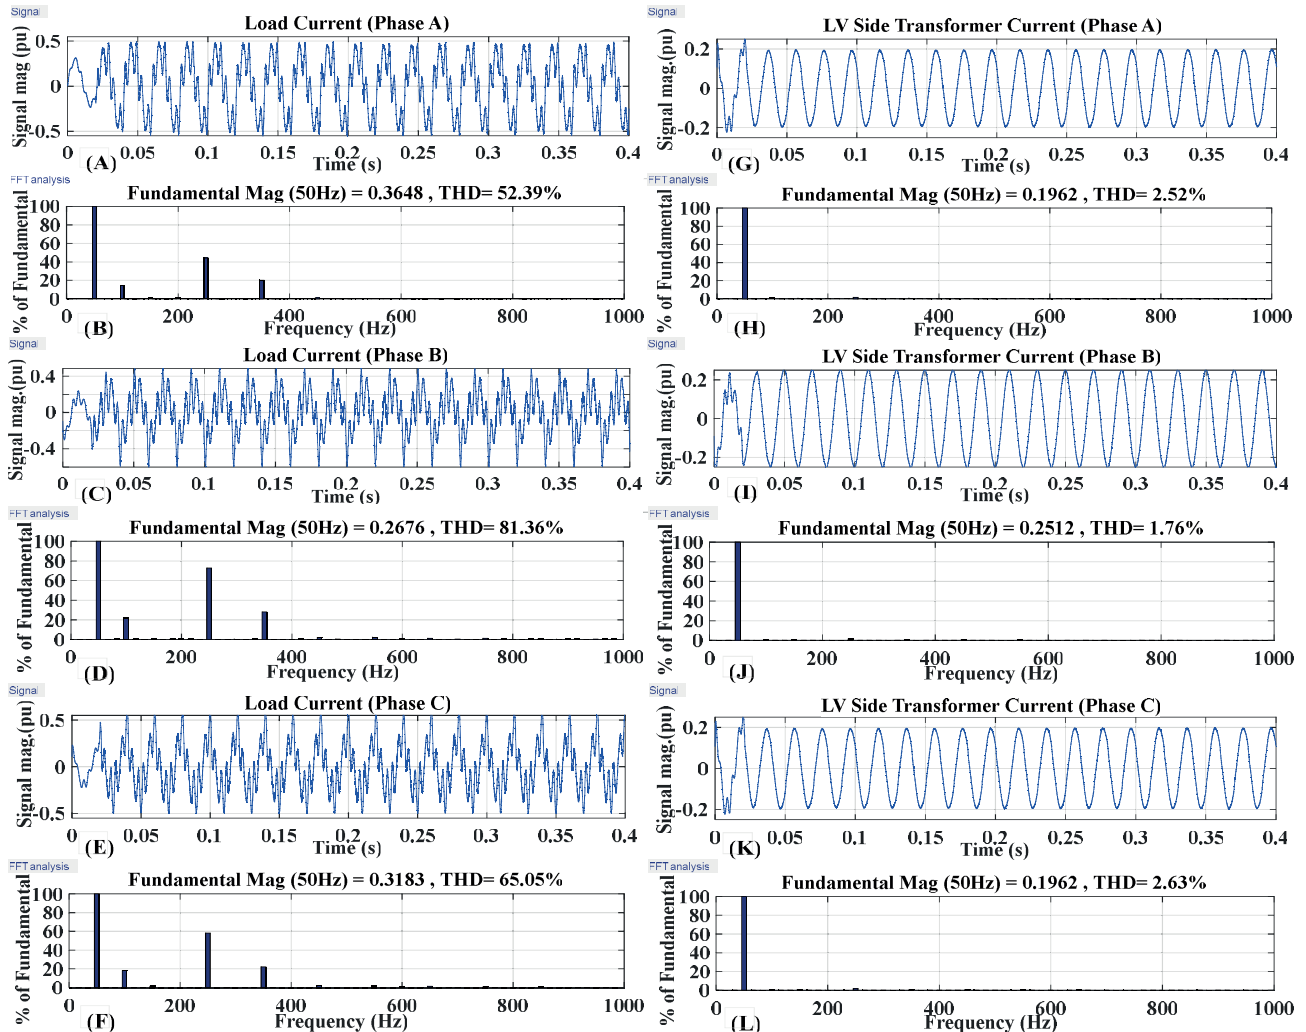 Signal
Load Current (Phase A)
Signal mag (pu)
0.5
0
-0.5
0 0.05 0.1 0.15 0.2 0.25 0.3 0.35 0.4
(A)
Time (s)
FFT analysis
Fundamental Mag (50Hz) = 0.3648 , THD= 52.39%
% of Fundamental
100
80
60
40
20
0
0 200 400 600 800 1000
(B)
Frequency (Hz)
Signal
Load Current (Phase B)
Signal mag.(pu)
0.4
0
-0.4
0 0.05 0.1 0.15 0.2 0.25 0.3 0.35 0.4
(C)
Time (s)
FFT analysis
Fundamental Mag (50Hz) = 0.2676 , THD= 81.36%
% of Fundamental
100
80
60
40
20
0
0 200 400 600 800 1000
(D)
Frequency (Hz)
Signal
Load Current (Phase C)
Signal mag.(pu)
0.5
0
-0.5
0 0.05 0.1 0.15 0.2 0.25 0.3 0.35 0.4
(E)
Time (s)
FFT analysis
Fundamental Mag (50Hz) = 0.3183 , THD= 65.05%
% of Fundamental
100
80
60
40
20
0
0 200 400 600 800 1000
(F)
Frequency (Hz)
Signal
LV Side Transformer Current (Phase A)
Signal mag.(pu)
0.2
0
-0.2
0 0.05 0.1 0.15 0.2 0.25 0.3 0.35 0.4
(G)
Time (s)
FFT analysis
Fundamental Mag (50Hz) = 0.1962 , THD= 2.52%
% of Fundamental
100
80
60
40
20
0
0 200 400 600 800 1000
(H)
Frequency (Hz)
Signal
LV Side Transformer Current (Phase B)
Signal mag.(pu)
0.2
0
-0.2
0 0.05 0.1 0.15 0.2 0.25 0.3 0.35 0.4
(I)
Time (s)
FFT analysis
Fundamental Mag (50Hz) = 0.2512 , THD= 1.76%
% of Fundamental
100
80
60
40
20
0
0 200 400 600 800 1000
(J)
Frequency (Hz)
Signal
LV Side Transformer Current (Phase C)
Signal mag.(pu)
0.2
0
-0.2
0 0.05 0.1 0.15 0.2 0.25 0.3 0.35 0.4
(K)
Time (s)
FFT analysis
Fundamental Mag (50Hz) = 0.1962 , THD= 2.63%
% of Fundamental
100
80
60
40
20
0
0 200 400 600 800 1000
(L)
Frequency (Hz)